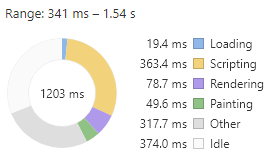 Range: 341 ms – 1.54 s
1203 ms
19.4 ms Loading
363.4 ms Scripting
78.7 ms Rendering
49.6 ms Painting
317.7 ms Other
374.0 ms Idle